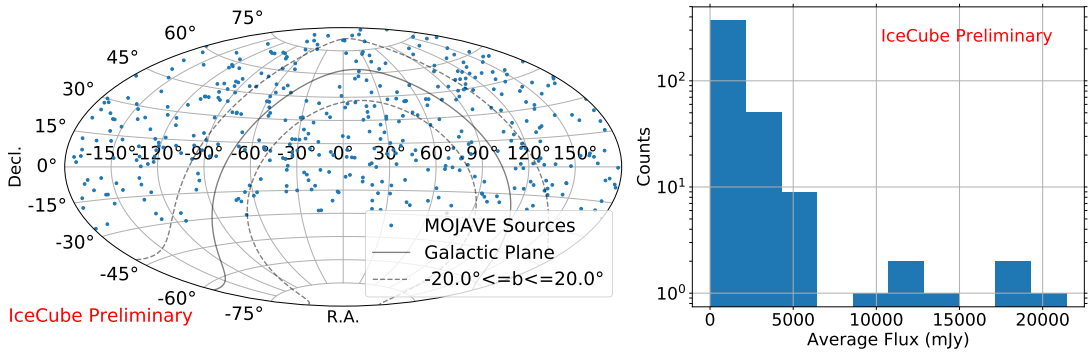 75°
60°
45°
30°
15°
0°
-15°
-30°
-45°
-60°
-75°
Decl.
-150° -120° -90° -60° -30° 0° 30° 60° 90° 120° 150°
MOJAVE Sources
Galactic Plane
-20.0°<=b<=20.0°
R.A.
IceCube Preliminary
IceCube Preliminary
Counts
10²
10¹
10⁰
0 5000 10000 15000 20000
Average Flux (mJy)